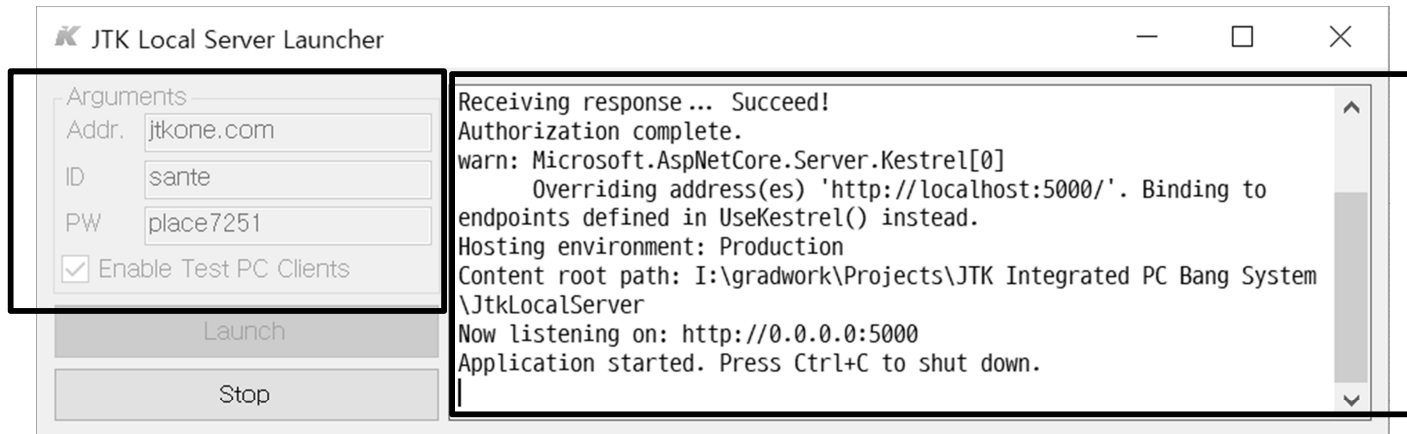 JTK Local Server Launcher
Arguments
Addr. jtkone.com
ID sante
PW place7251
Enable Test PC Clients
Launch
Stop
Receiving response ... Succeed!
Authorization complete.
warn: Microsoft.AspNetCore.Server.Kestrel[0]
Overriding address(es) 'http://localhost:5000/'. Binding to
endpoints defined in UseKestrel() instead.
Hosting environment: Production
Content root path: I:\gradwork\Projects\JTK Integrated PC Bang System
\JtkLocalServer
Now listening on: http://0.0.0.0:5000
Application started. Press Ctrl+C to shut down.